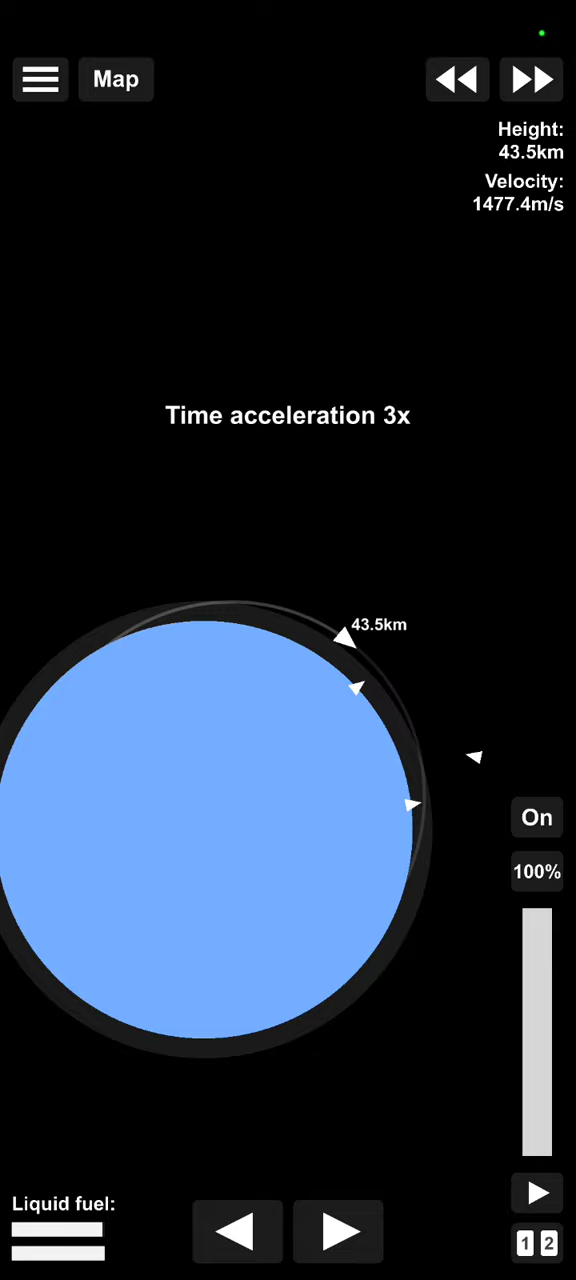 Map
Height:
43.5km
Velocity:
1477.4m/s
Time acceleration 3x
43.5km
On
100%
Liquid fuel:
1 2